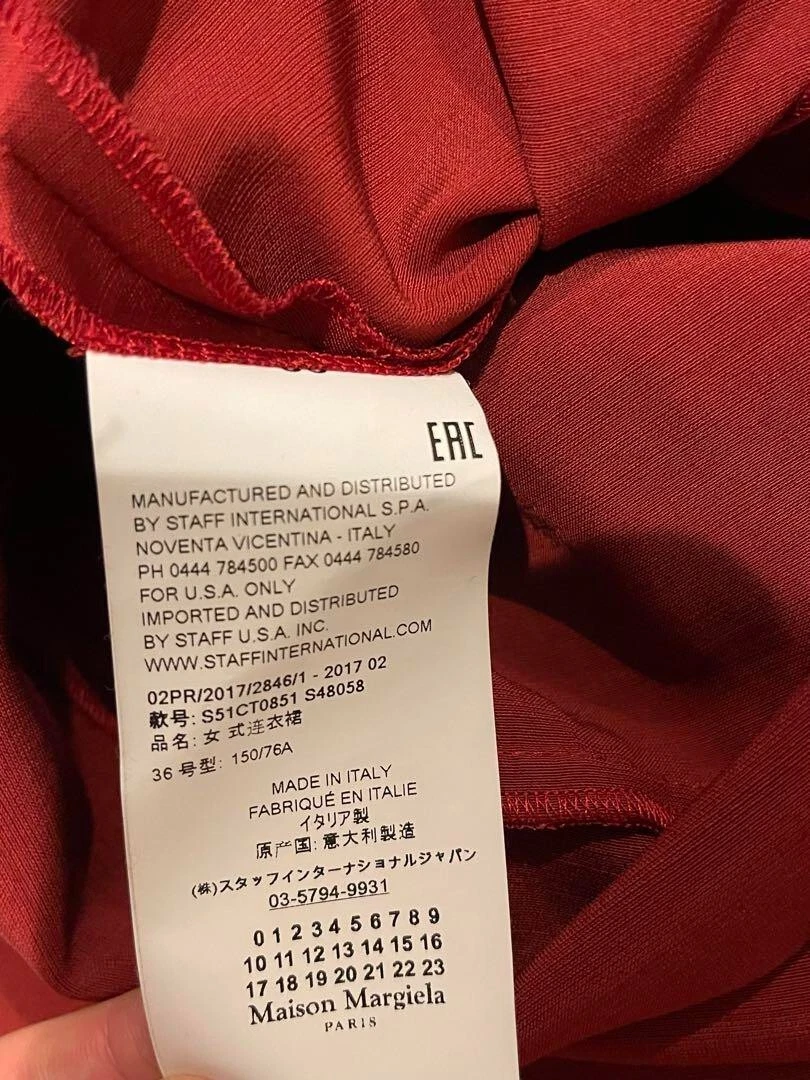 EAC
MANUFACTURED AND DISTRIBUTED
BY STAFF INTERNATIONAL S.P.A.
NOVENTA VICENTINA - ITALY
PH 0444 784500 FAX 0444 784580
FOR U.S.A. ONLY
IMPORTED AND DISTRIBUTED
BY STAFF U.S.A. INC.
WWW.STAFFINTERNATIONAL.COM
02PR/2017/2846/1 - 2017 02
款号: S51CT0851 S48058
品名: 女 式连衣裙
36 号型: 150/76A
MADE IN ITALY
FABRIQUÉ EN ITALIE
イタリア製
原产国: 意大利製造
(株)スタッフインターナショナルジャパン
03-5794-9931
0 1 2 3 4 5 6 7 8 9
10 11 12 13 14 15 16
17 18 19 20 21 22 23
Maison Margiela
PARIS